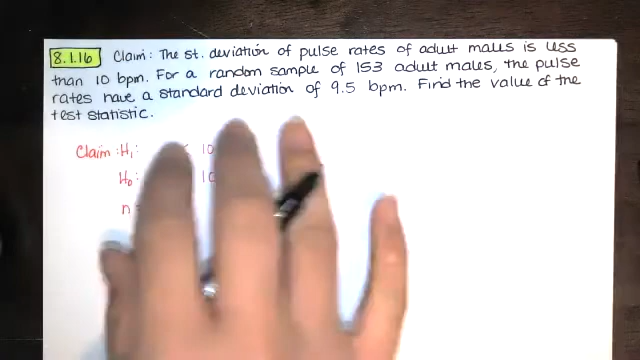 8.1.16 Claim: The st. deviation of pulse rates of adult males is less
than 10 bpm. For a random sample of 153 adult males, the pulse
rates have a standard deviation of 9.5 bpm. Find the value of the
test statistic.
Claim: H₁: < 10
H₀: 10
n